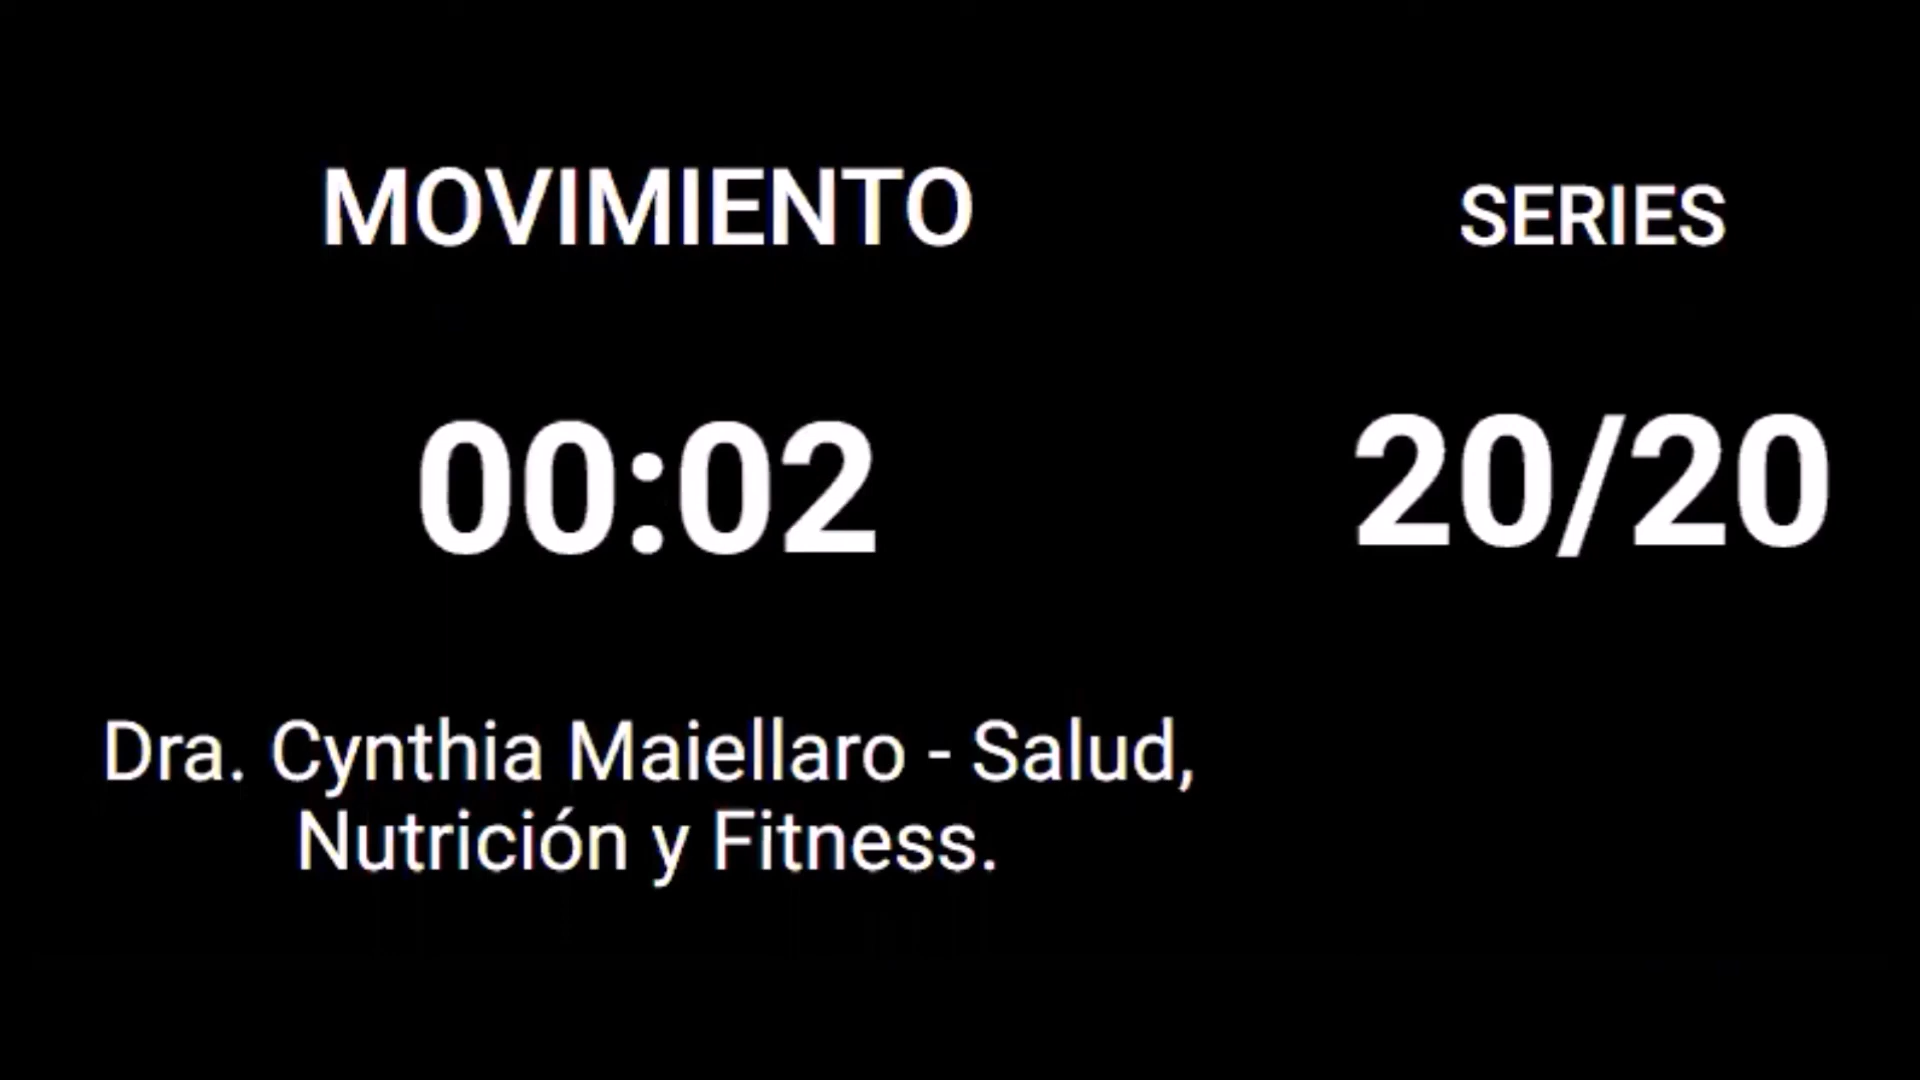 MOVIMIENTO
SERIES
00:02
20/20
Dra. Cynthia Maiellaro - Salud,
Nutrición y Fitness.